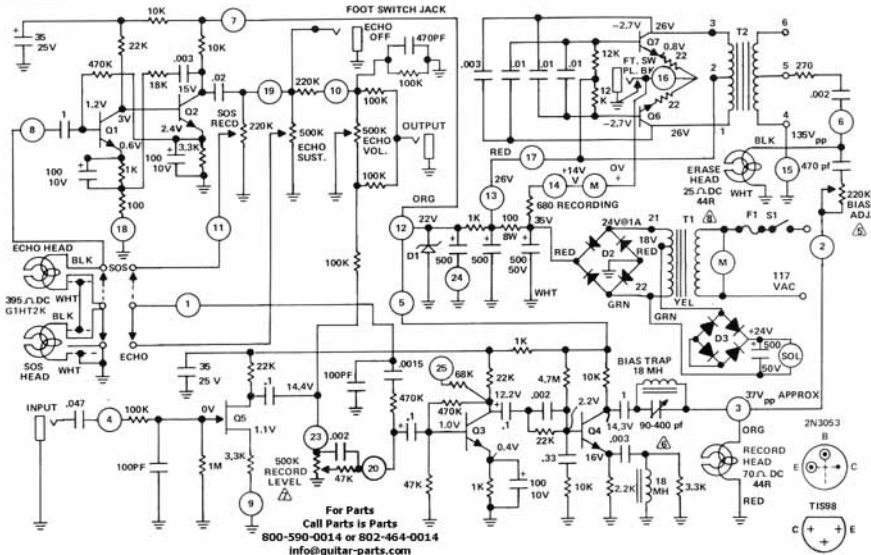 10K
7
FOOT SWITCH JACK
35
25V
22K
10K
ECHO
OFF
470PF
100K
470K
.003
18K
15V
.02
19
220K
10
100K
8
1
1.2V
Q1
3V
0.6V
Q2
2.4V
3.3K
SOS
RECD
220K
500K
ECHO
SUST.
500K
ECHO
VOL.
OUTPUT
100K
100
10V
1K
100
10V
100
18
11
ECHO HEAD
BLK
WHT
SOS
395Ω DC
G1HT2K
BLK
WHT
SOS
HEAD
ECHO
1
100K
-2.7V
26V
Q7
0.8V
22
.003
.01
.01
.01
12K
12
K
FT. SW
PL. BK
16
22
-2.7V
Q6
26V
3
T2
6
2
5
270
1
4
.002
6
135V
PP
RED
17
BLK
ERASE
HEAD
25Ω DC
44R
WHT
15
470 pf
220K
BIAS
ADJ.
5
+14V
V
0V
26V
13
14
M
680 RECORDING
ORG
12
22V
1K
100
8W
35V
D1
500
24
500
500
50V
WHT
RED
24V@1A
D2
GRN
21
18V
RED
22
T1
8
YEL
GRN
F1
S1
M
117
VAC
2
D3
+24V
500
50V
SOL
5
INPUT
.047
4
100K
100PF
1M
0V
Q5
1.1V
3.3K
9
35
25 V
22K
.1
14.4V
23
500K
RECORD
LEVEL
7
.002
47K
20
100PF
.0015
470K
.1
47K
25
68K
470K
22K
1.0V
Q3
12.2V
0.4V
1K
100
10V
1K
.1
.002
22K
4.7M
10K
2.2V
Q4
.33
10K
16V
14.3V
1
.003
2.2K
18
MH
3.3K
BIAS TRAP
18 MH
90-400 pf
6
37V
PP
APPROX
3
ORG
RECORD
HEAD
70Ω DC
44R
RED
2N3053
B
E
C
TIS98
C
E
For Parts
Call Parts is Parts
800-590-0014 or 802-464-0014
info@guitar-parts.com